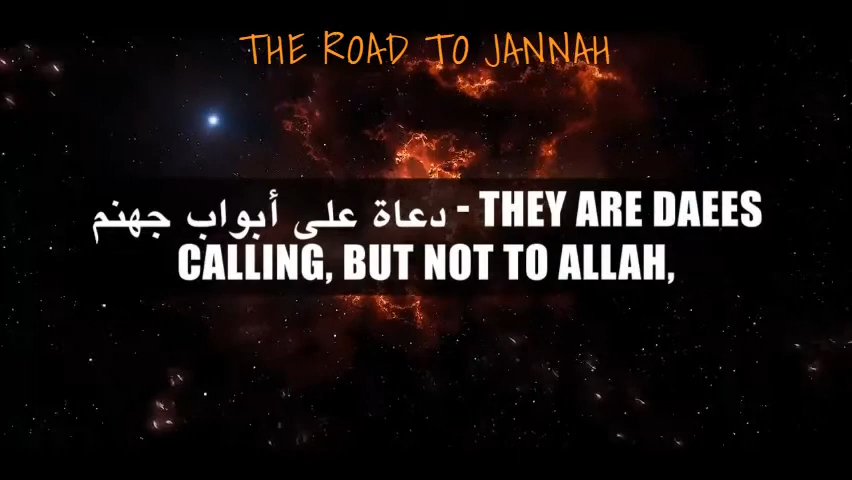 THE ROAD TO JANNAH
دعاة على أبواب جهنم - THEY ARE DAEES
CALLING, BUT NOT TO ALLAH,